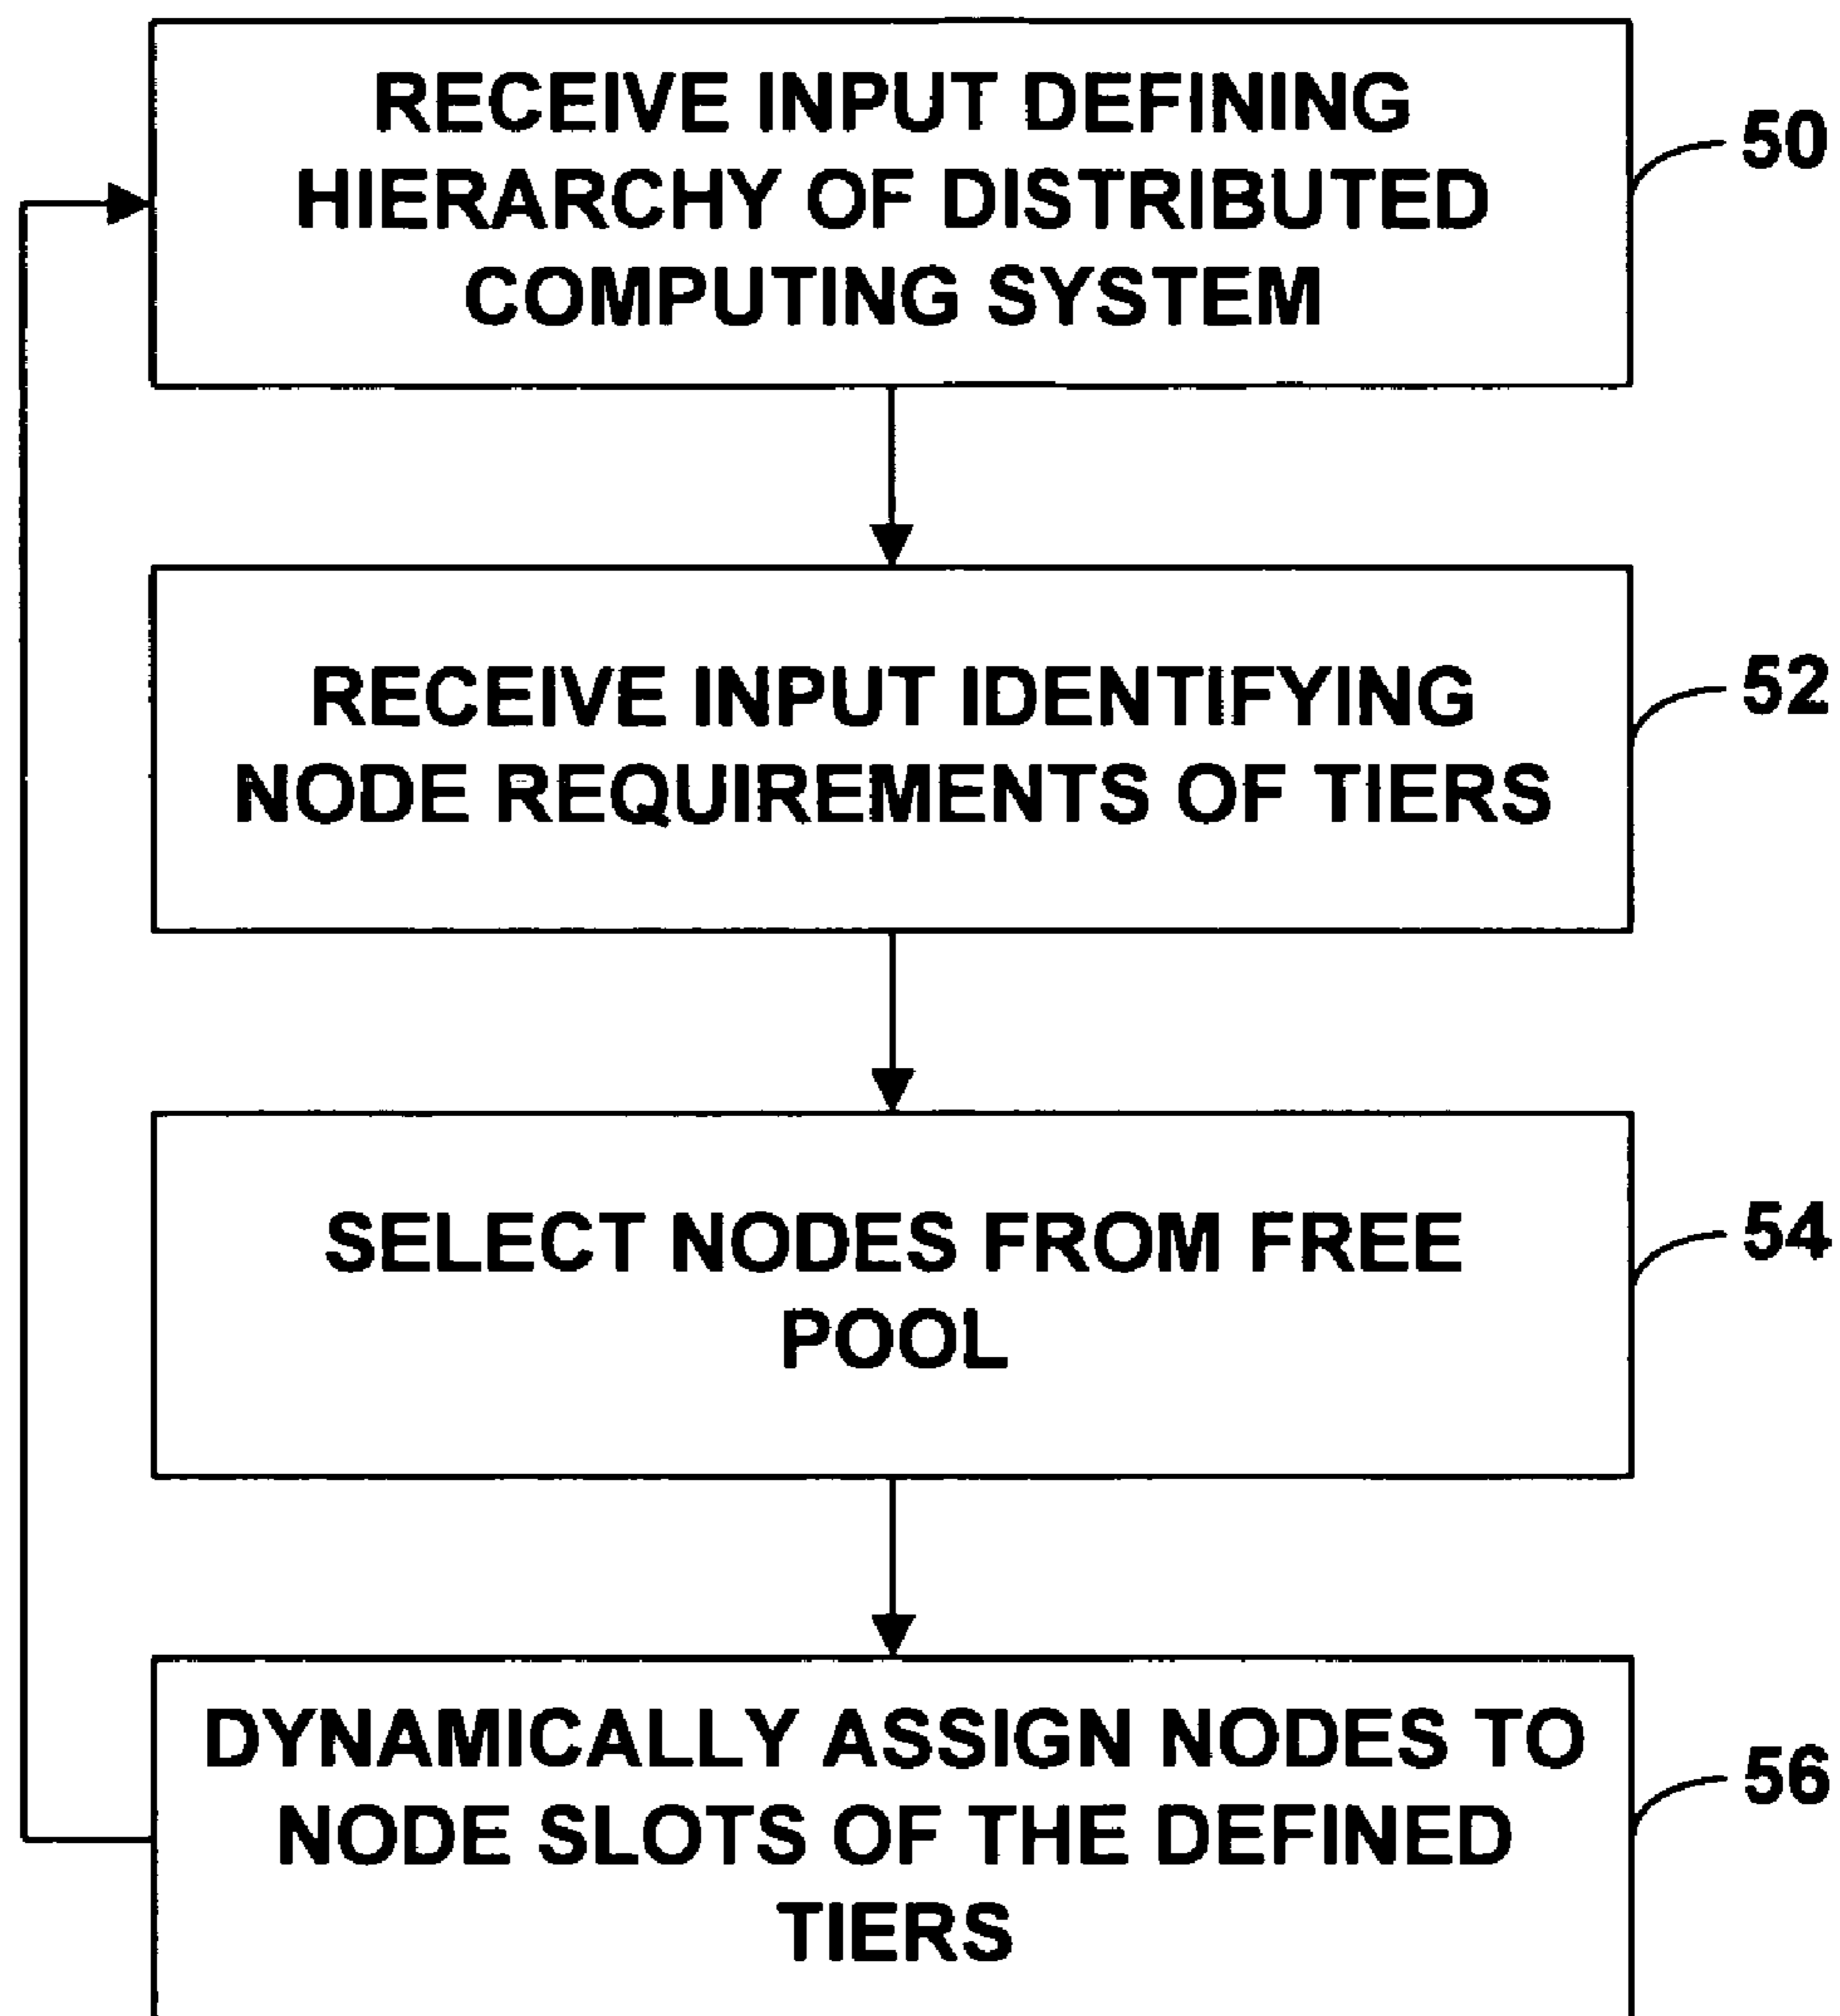 RECEIVE INPUT DEFINING
HIERARCHY OF DISTRIBUTED
COMPUTING SYSTEM
50
RECEIVE INPUT IDENTIFYING
NODE REQUIREMENTS OF TIERS
52
SELECT NODES FROM FREE
POOL
54
DYNAMICALLY ASSIGN NODES TO
NODE SLOTS OF THE DEFINED
TIERS
56